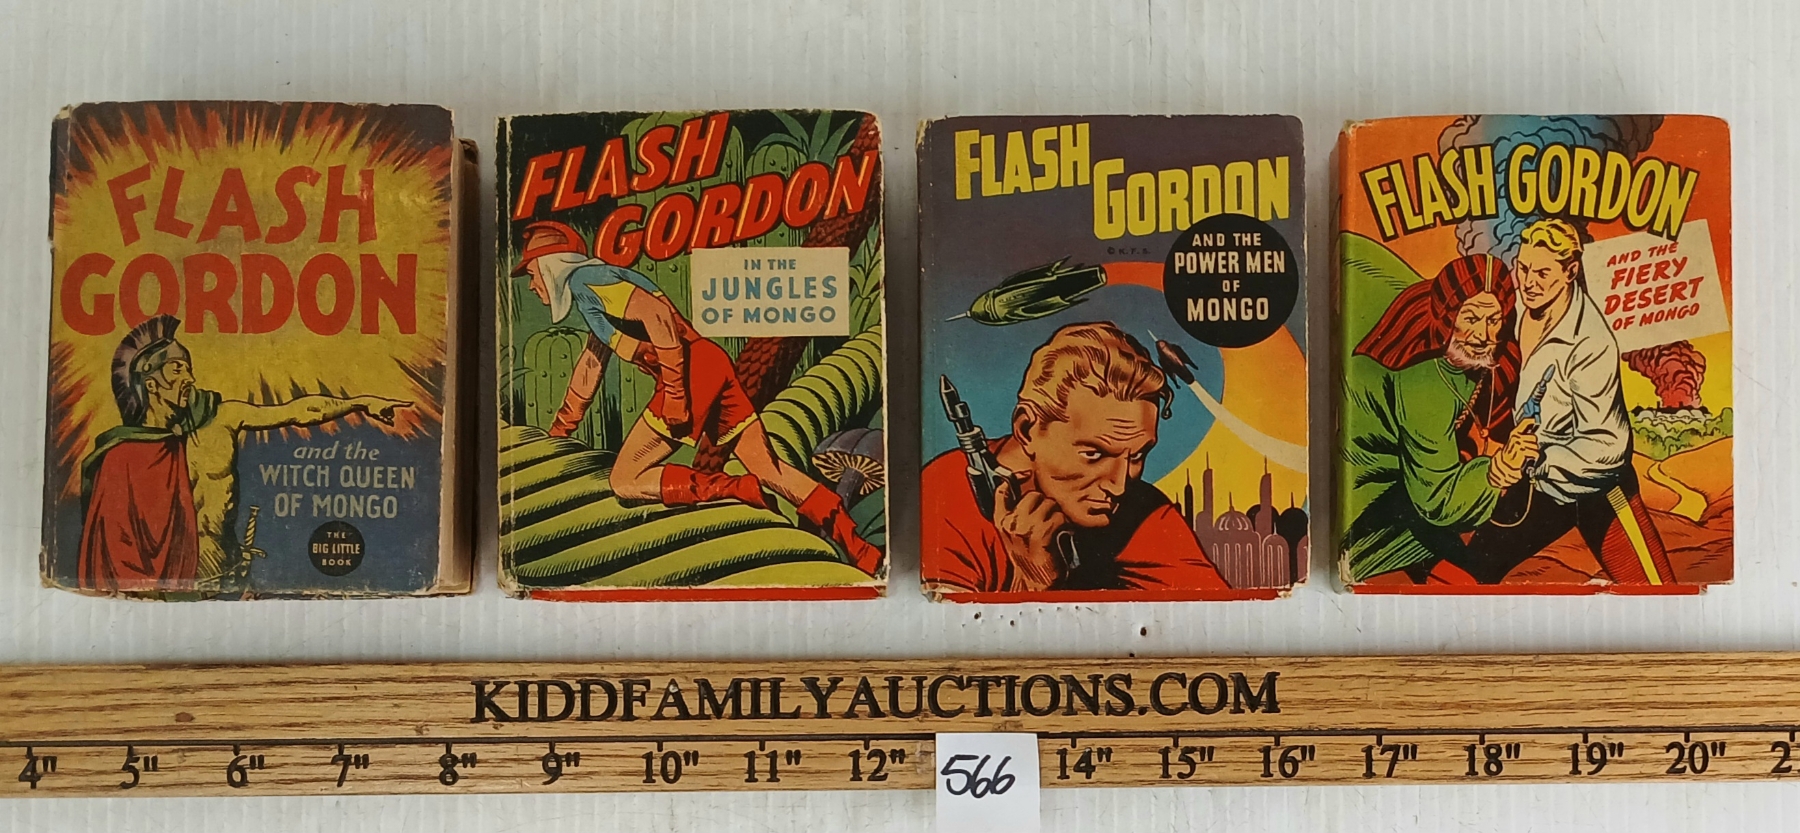 FLASH
GORDON
and the
WITCH QUEEN
OF MONGO
THE
BIG LITTLE
BOOK
FLASH
GORDON
IN THE
JUNGLES
OF MONGO
FLASH
GORDON
© K. F. S.
AND THE
POWER MEN
OF
MONGO
FLASH GORDON
AND THE
FIERY
DESERT
OF MONGO
KIDDFAMILYAUCTIONS.COM
4" 5" 6" 7" 8" 9" 10" 11" 12" 14" 15" 16" 17" 18" 19" 20" 2
566